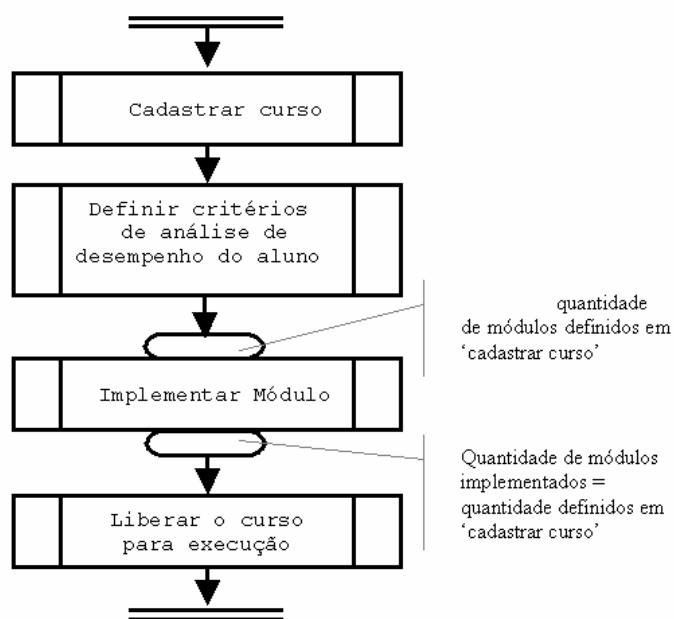 Cadastrar curso
Definir critérios
de análise de
desempenho do aluno
quantidade
de módulos definidos em
‘cadastrar curso’
Implementar Módulo
Quantidade de módulos
implementados =
quantidade definidos em
‘cadastrar curso’
Liberar o curso
para execução